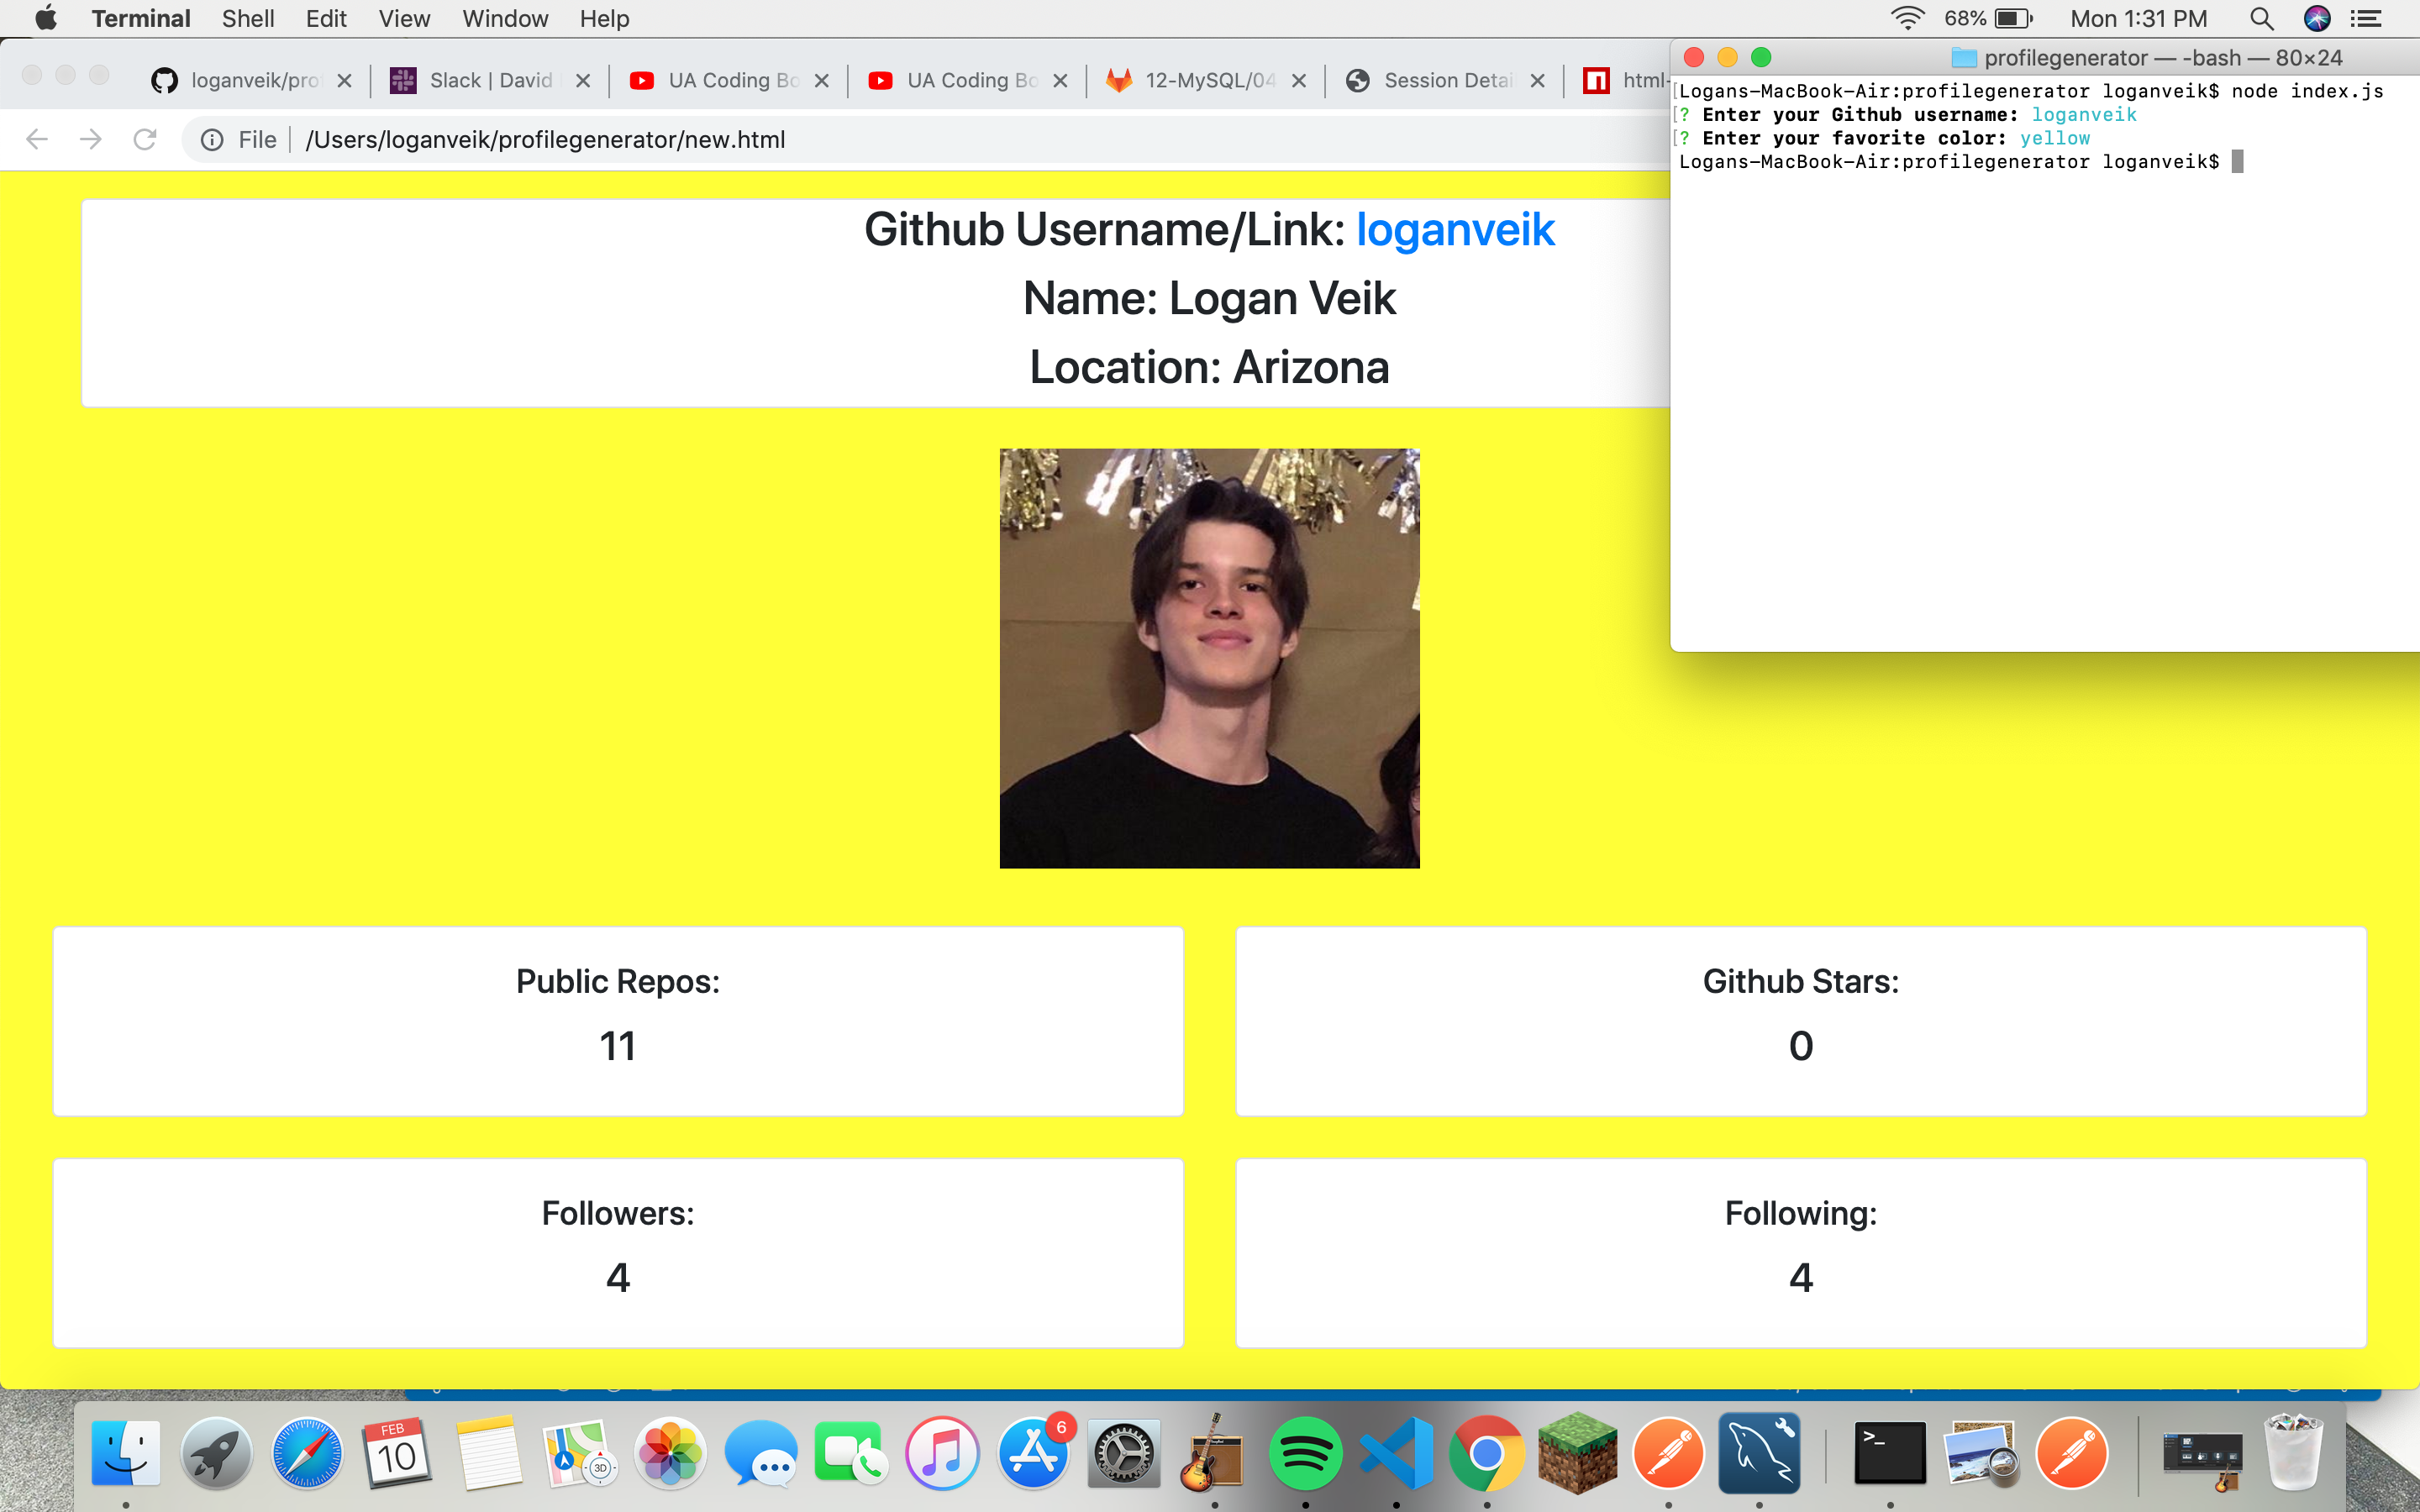 Terminal Shell Edit View Window Help 68% Mon 1:31 PM
loganveik/pro Slack | David UA Coding Bo UA Coding Bo 12-MySQL/04 Session Detai html-
File /Users/loganveik/profilegenerator/new.html
profilegenerator — -bash — 80×24
Logans-MacBook-Air:profilegenerator loganveik$ node index.js
? Enter your Github username: loganveik
? Enter your favorite color: yellow
Logans-MacBook-Air:profilegenerator loganveik$
Github Username/Link: loganveik
Name: Logan Veik
Location: Arizona
Public Repos:
11
Github Stars:
0
Followers:
4
Following:
4
FEB
10
3D
6
>_